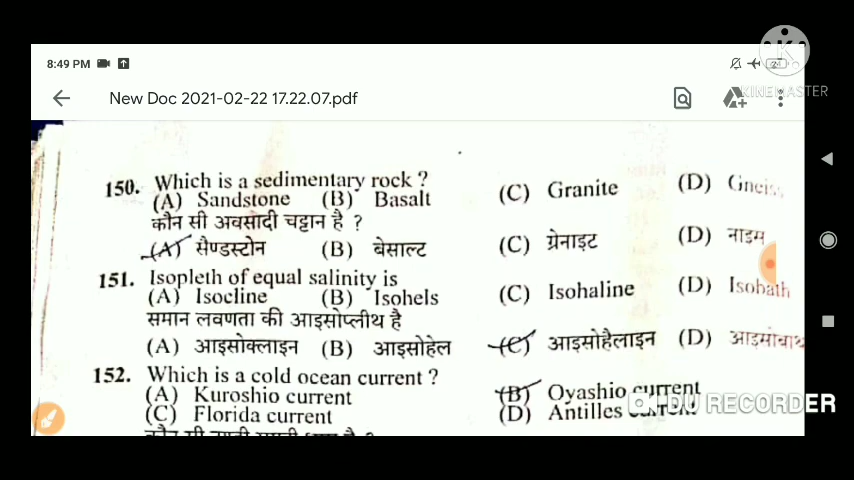 8:49 PM
KINEMASTER
New Doc 2021-02-22 17.22.07.pdf
150. Which is a sedimentary rock ?
(A) Sandstone (B) Basalt (C) Granite (D) Gneiss
कौन सी अवसादी चट्टान है ?
(A) सैण्डस्टोन (B) बेसाल्ट (C) ग्रेनाइट (D) नाइस
151. Isopleth of equal salinity is
(A) Isocline (B) Isohels (C) Isohaline (D) Isobath
समान लवणता की आइसोप्लीथ है
(A) आइसोक्लाइन (B) आइसोहेल (C) आइसोहैलाइन (D) आइसोबाथ
152. Which is a cold ocean current ?
(A) Kuroshio current (B) Oyashio current
(C) Florida current (D) Antilles current
DU RECORDER